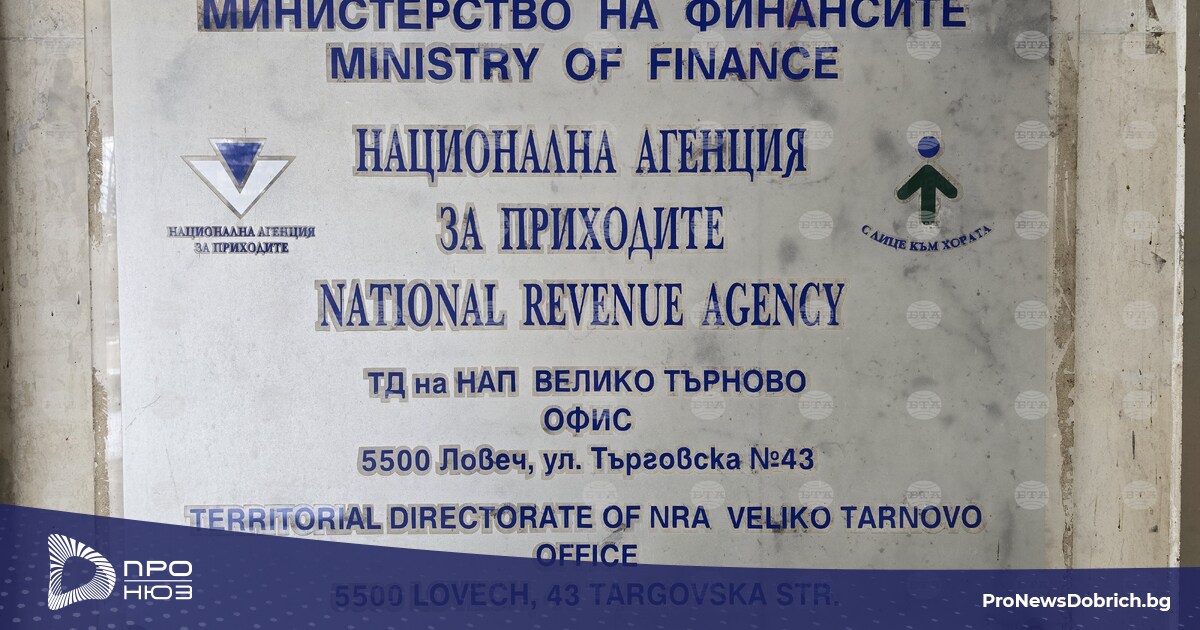 МИНИСТЕРСТВО НА ФИНАНСИТЕ
MINISTRY OF FINANCE
НАЦИОНАЛНА АГЕНЦИЯ
ЗА ПРИХОДИТЕ
NATIONAL REVENUE AGENCY
НАЦИОНАЛНА АГЕНЦИЯ
ЗА ПРИХОДИТЕ
С ЛИЦЕ КЪМ ХОРАТА
ТД на НАП ВЕЛИКО ТЪРНОВО
ОФИС
5500 Ловеч, ул. Търговска №43
TERRITORIAL DIRECTORATE OF NRA VELIKO TARNOVO
OFFICE
5500 LOVECH, 43 TARGOVSKA STR.
ПРО
НЮЗ
ProNewsDobrich.bg
БТА